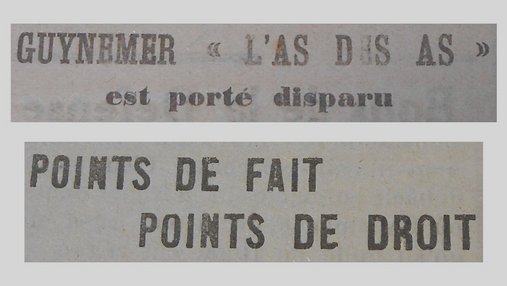 GUYNEMER « L'AS DES AS »
est porté disparu
POINTS DE FAIT
POINTS DE DROIT